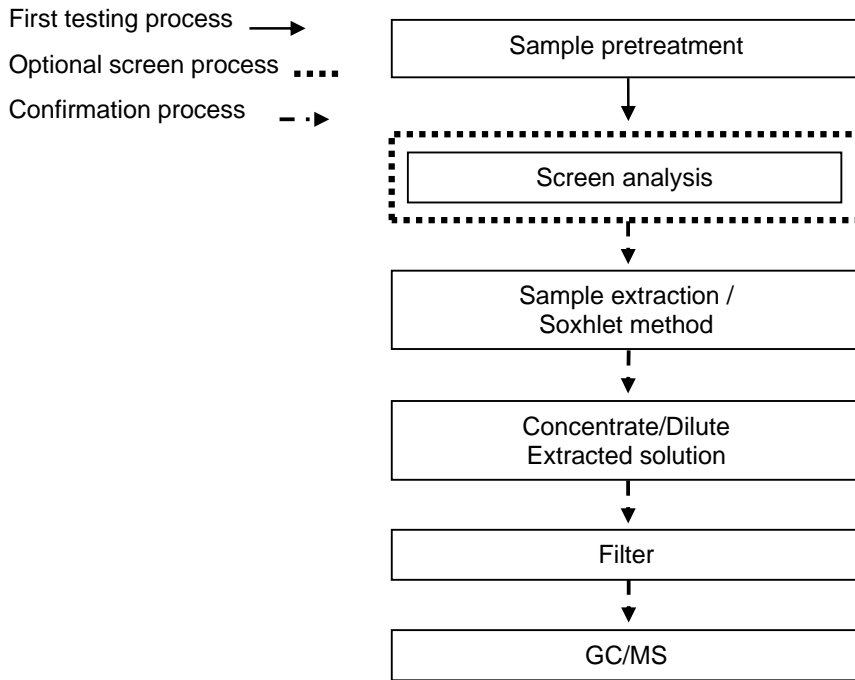 First testing process
Optional screen process
Confirmation process
Sample pretreatment
Screen analysis
Sample extraction /
Soxhlet method
Concentrate/Dilute
Extracted solution
Filter
GC/MS